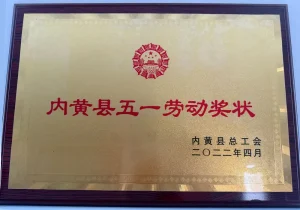 内黄县五一劳动奖状
内黄县总工会
二〇二二年四月